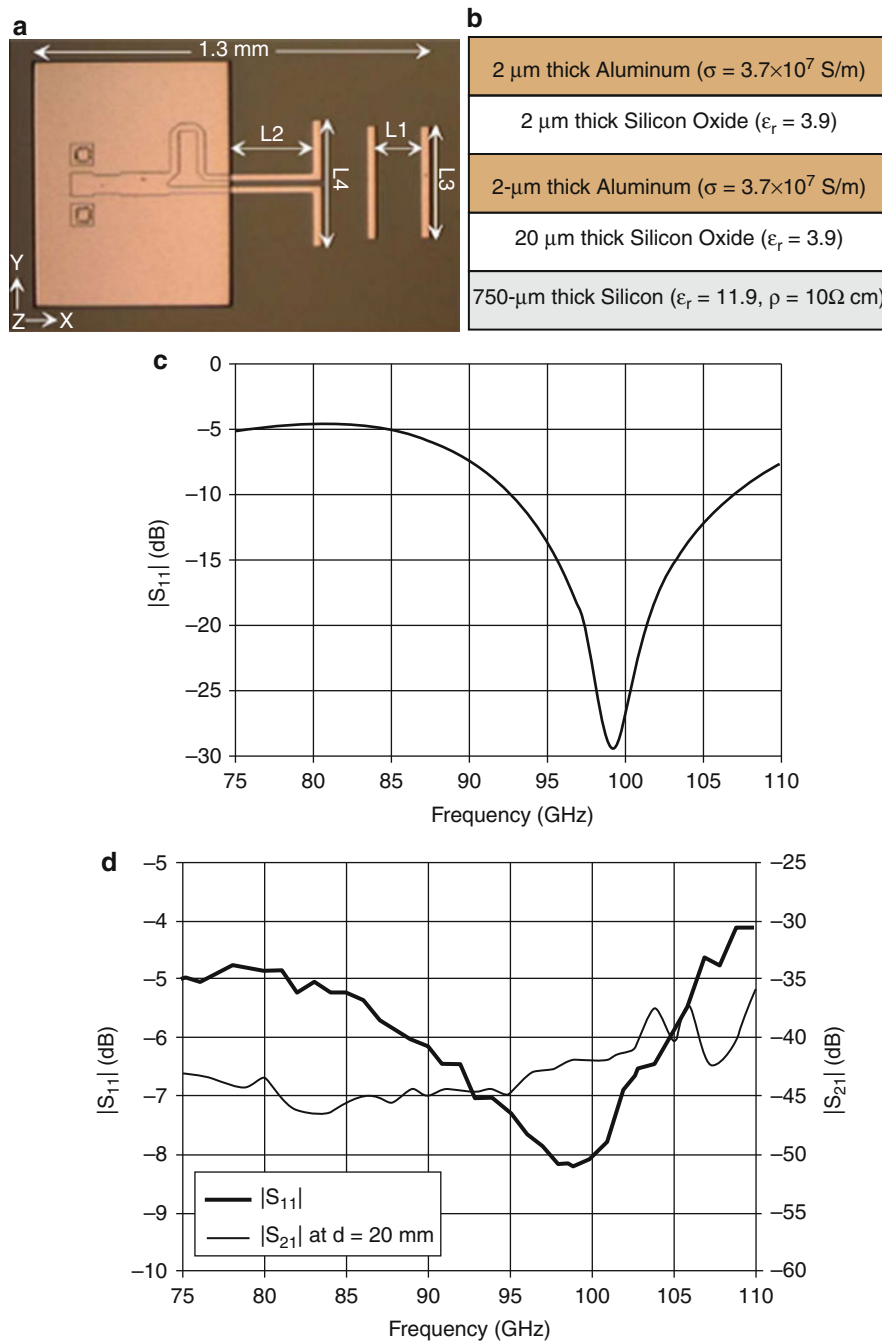 a
1.3 mm
L2
L1
L4
L3
Y
Z
X
b
2 μm thick Aluminum (σ = 3.7×10⁷ S/m)
2 μm thick Silicon Oxide (εᵣ = 3.9)
2-μm thick Aluminum (σ = 3.7×10⁷ S/m)
20 μm thick Silicon Oxide (εᵣ = 3.9)
750-μm thick Silicon (εᵣ = 11.9, ρ = 10Ω cm)
c
0
−5
−10
−15
−20
−25
−30
|S₁₁| (dB)
75 80 85 90 95 100 105 110
Frequency (GHz)
d
−5
−4
−5
−6
−7
−8
−9
−10
|S₁₁| (dB)
−25
−30
−35
−40
−45
−50
−55
−60
|S₂₁| (dB)
|S₁₁|
|S₂₁| at d = 20 mm
75 80 85 90 95 100 105 110
Frequency (GHz)